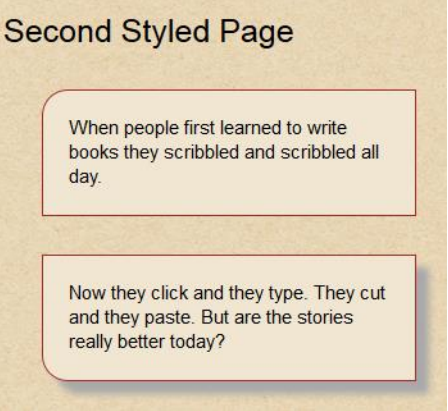 Second Styled Page
When people first learned to write
books they scribbled and scribbled all
day.
Now they click and they type. They cut
and they paste. But are the stories
really better today?